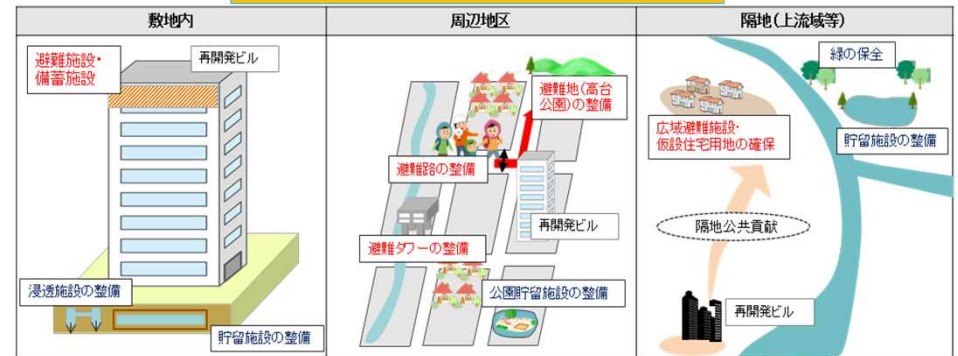 敷地内
周辺地区
隔地(上流域等)
避難施設・
備蓄施設
再開発ビル
浸透施設の整備
貯留施設の整備
避難地(高台
公園)の整備
避難路の整備
再開発ビル
避難タワーの整備
公園貯留施設の整備
緑の保全
広域避難施設・
仮設住宅用地の確保
貯留施設の整備
隔地公共貢献
再開発ビル